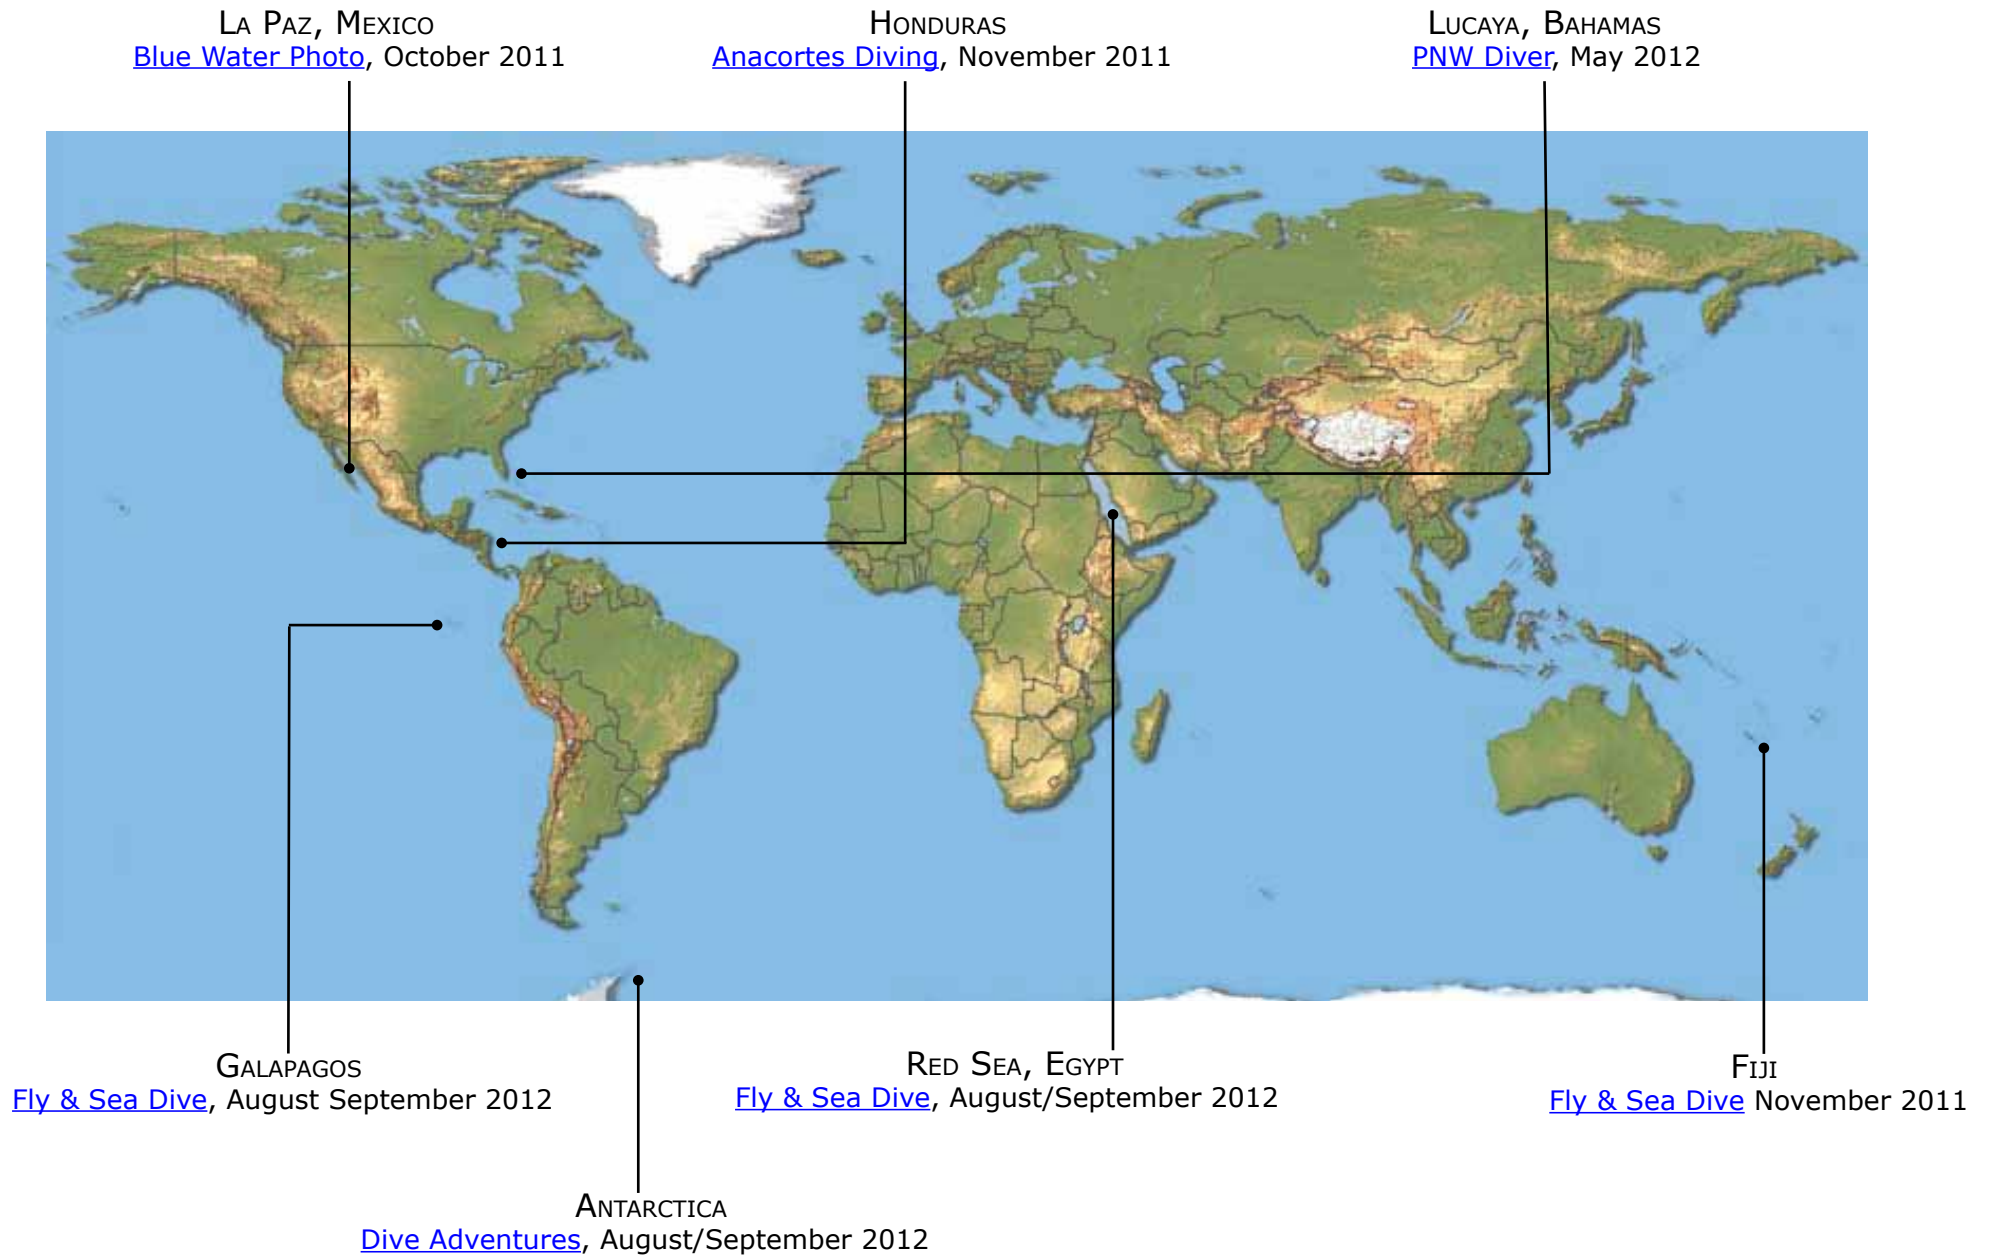 La Paz, Mexico
Blue Water Photo, October 2011
Honduras
Anacortes Diving, November 2011
Lucaya, Bahamas
PNW Diver, May 2012
Galapagos
Fly & Sea Dive, August September 2012
Red Sea, Egypt
Fly & Sea Dive, August/September 2012
Fiji
Fly & Sea Dive November 2011
Antarctica
Dive Adventures, August/September 2012